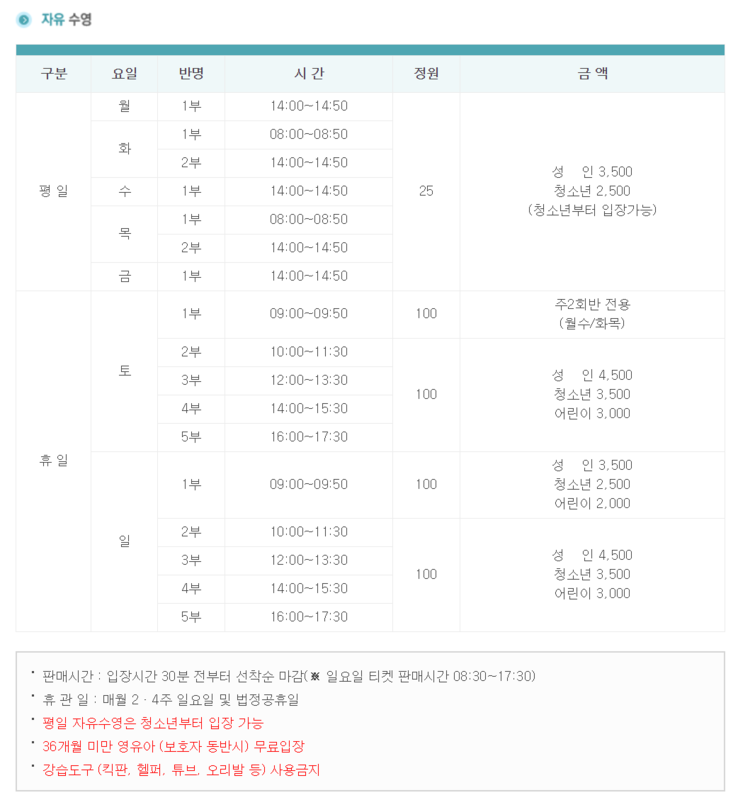 자유 수영
구분 요일 반명 시 간 정원 금 액
평 일 월 1부 14:00~14:50 25 성 인 3,500
청소년 2,500
(청소년부터 입장가능)
화 1부 08:00~08:50
2부 14:00~14:50
수 1부 14:00~14:50
목 1부 08:00~08:50
2부 14:00~14:50
금 1부 14:00~14:50
휴 일 토 1부 09:00~09:50 100 주2회반 전용
(월수/화목)
2부 10:00~11:30 100 성 인 4,500
청소년 3,500
어린이 3,000
3부 12:00~13:30
4부 14:00~15:30
5부 16:00~17:30
일 1부 09:00~09:50 100 성 인 3,500
청소년 2,500
어린이 2,000
2부 10:00~11:30 100 성 인 4,500
청소년 3,500
어린이 3,000
3부 12:00~13:30
4부 14:00~15:30
5부 16:00~17:30
· 판매시간 : 입장시간 30분 전부터 선착순 마감(※ 일요일 티켓 판매시간 08:30~17:30)
· 휴 관 일 : 매월 2 · 4주 일요일 및 법정공휴일
· 평일 자유수영은 청소년부터 입장 가능
· 36개월 미만 영유아 (보호자 동반시) 무료입장
· 강습도구 (킥판, 헬퍼, 튜브, 오리발 등) 사용금지